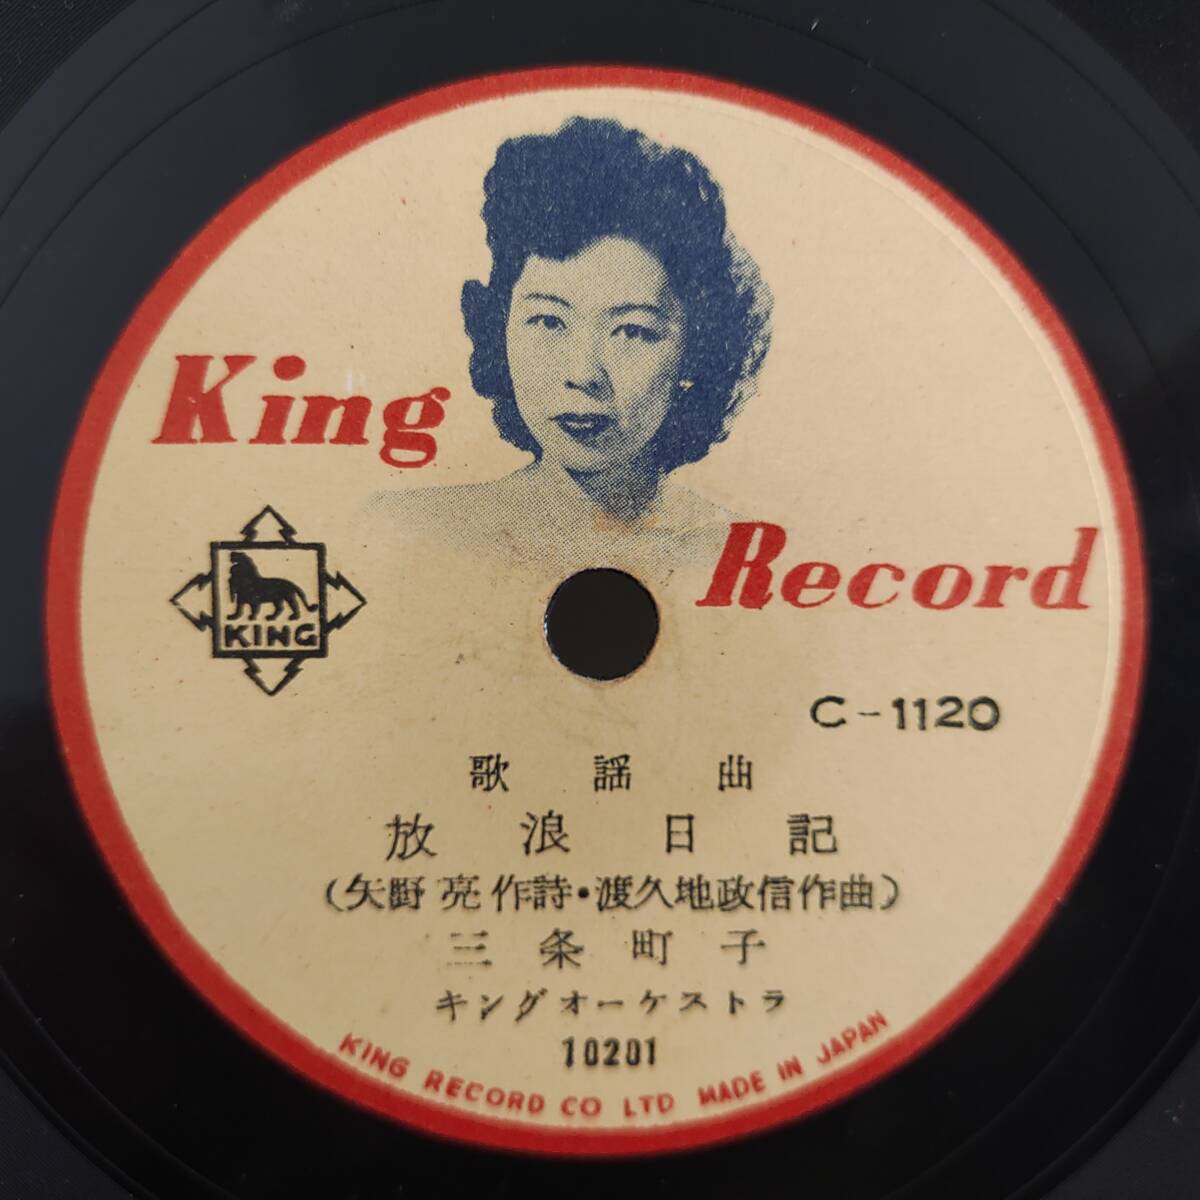 King
Record
KING
C-1120
歌謡曲
放浪日記
(矢野亮作詩・渡久地政信作曲)
三条町子
キングオーケストラ
10201
KING RECORD CO LTD MADE IN JAPAN